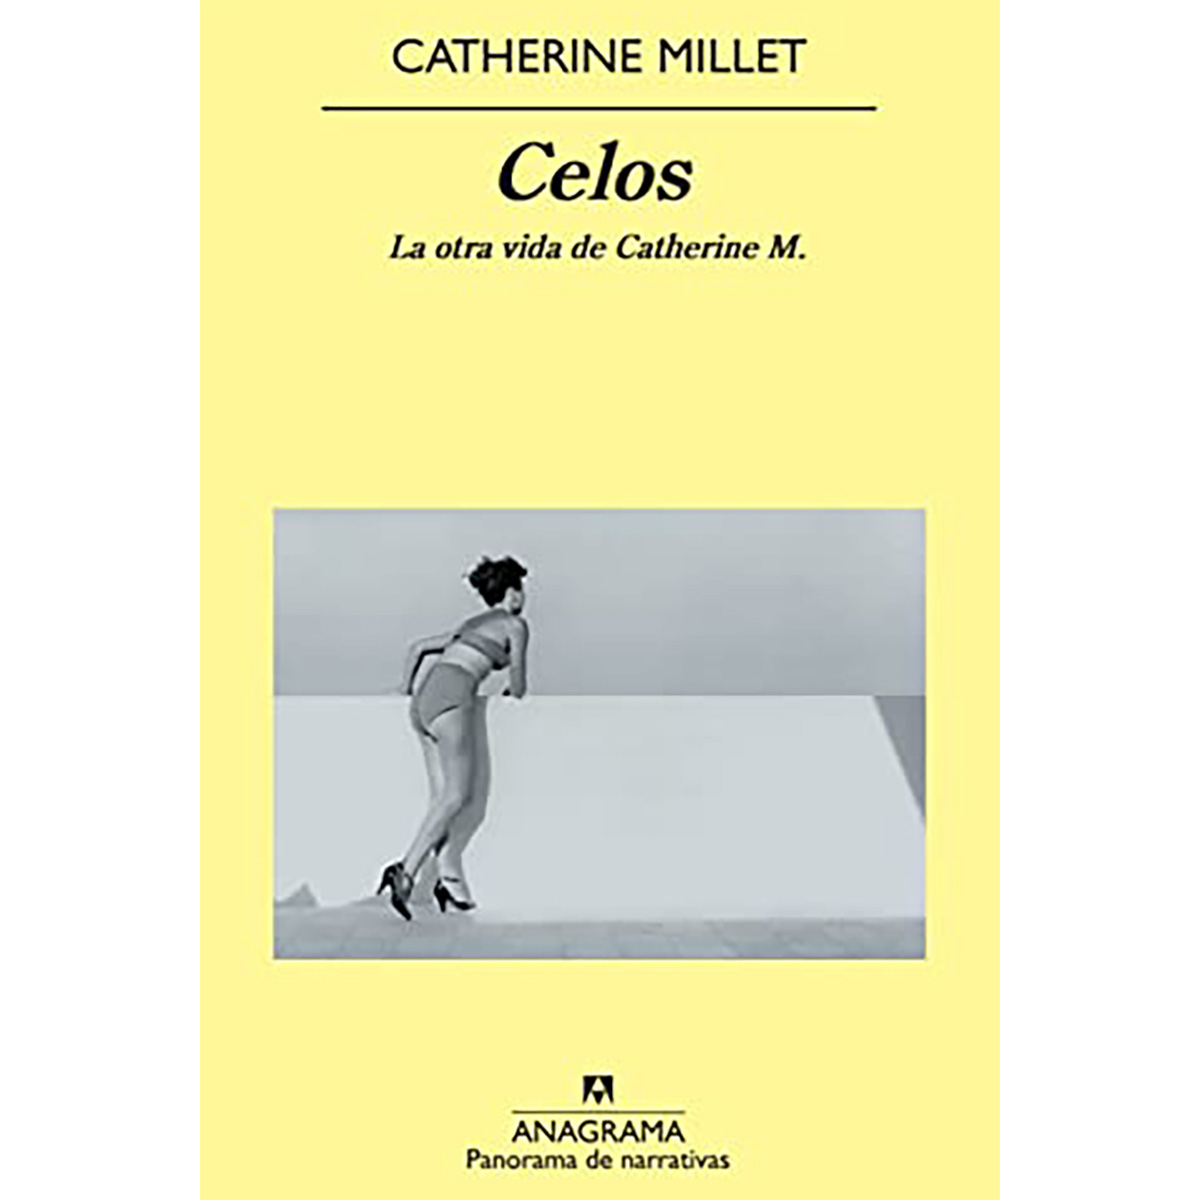 CATHERINE MILLET
Celos
La otra vida de Catherine M.
ANAGRAMA
Panorama de narrativas